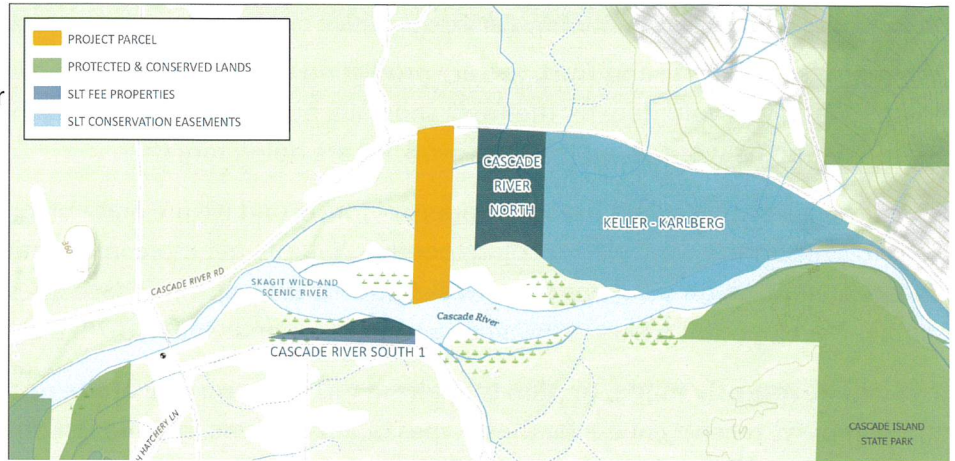 PROJECT PARCEL
PROTECTED & CONSERVED LANDS
SLT FEE PROPERTIES
SLT CONSERVATION EASEMENTS
r
CASCADE
RIVER
NORTH
KELLER - KARLBERG
360
CASCADE RIVER RD
SKAGIT WILD AND
SCENIC RIVER
Cascade River
CASCADE RIVER SOUTH 1
H HATCHERY LN
CASCADE ISLAND
STATE PARK